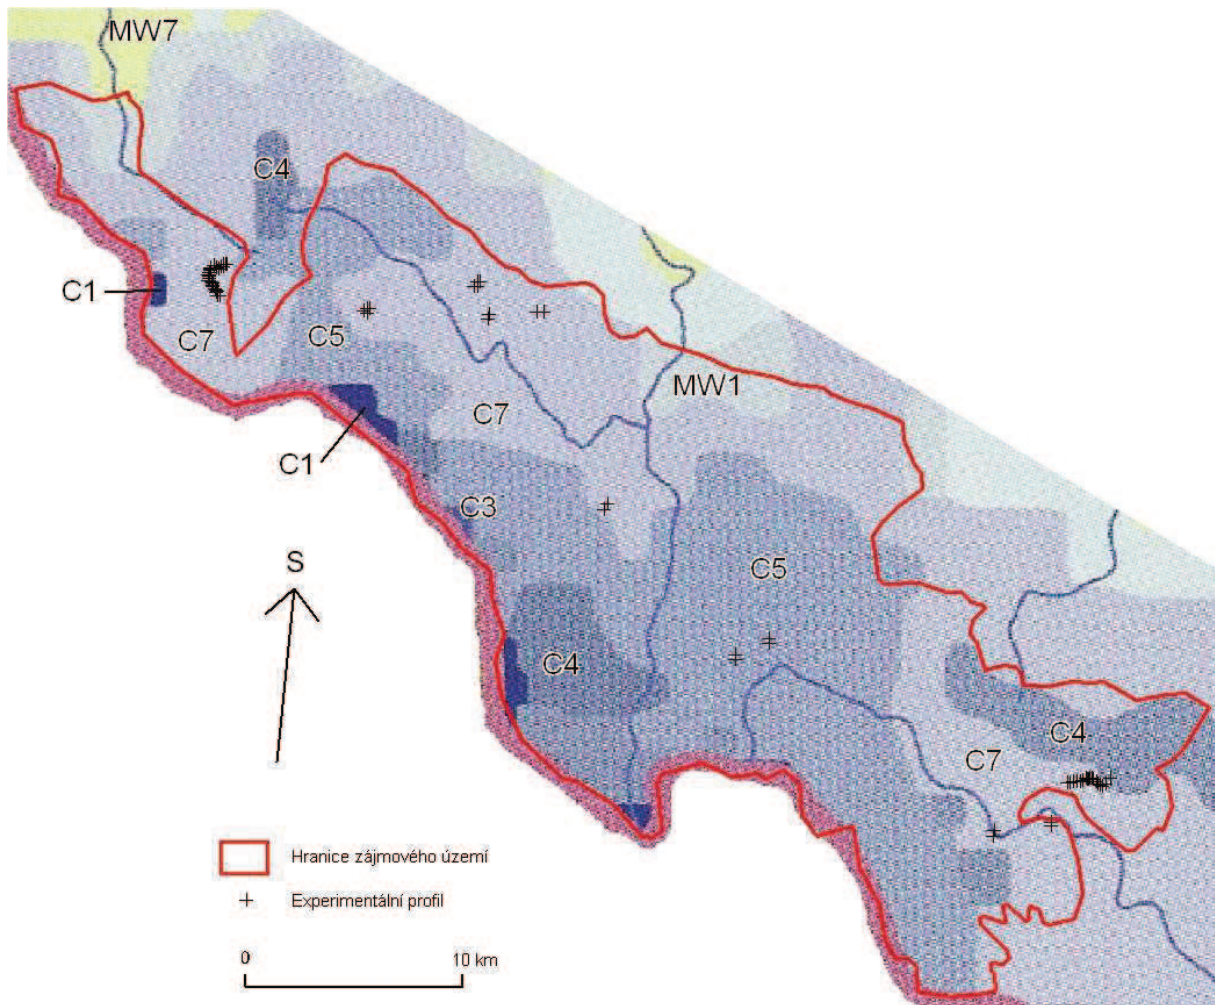 MW7
C4
C1
C7
C5
MW1
C7
C1
C3
S
C5
C4
C4
C7
Hranice zájmového území
Experimentální profil
0 10 km